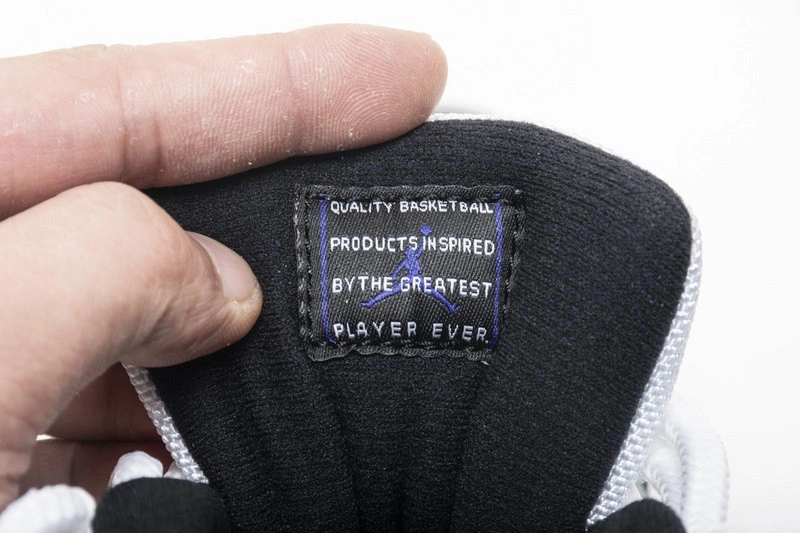 QUALITY BASKETBALL
PRODUCTS INSPIRED
BY THE GREATEST
PLAYER EVER.